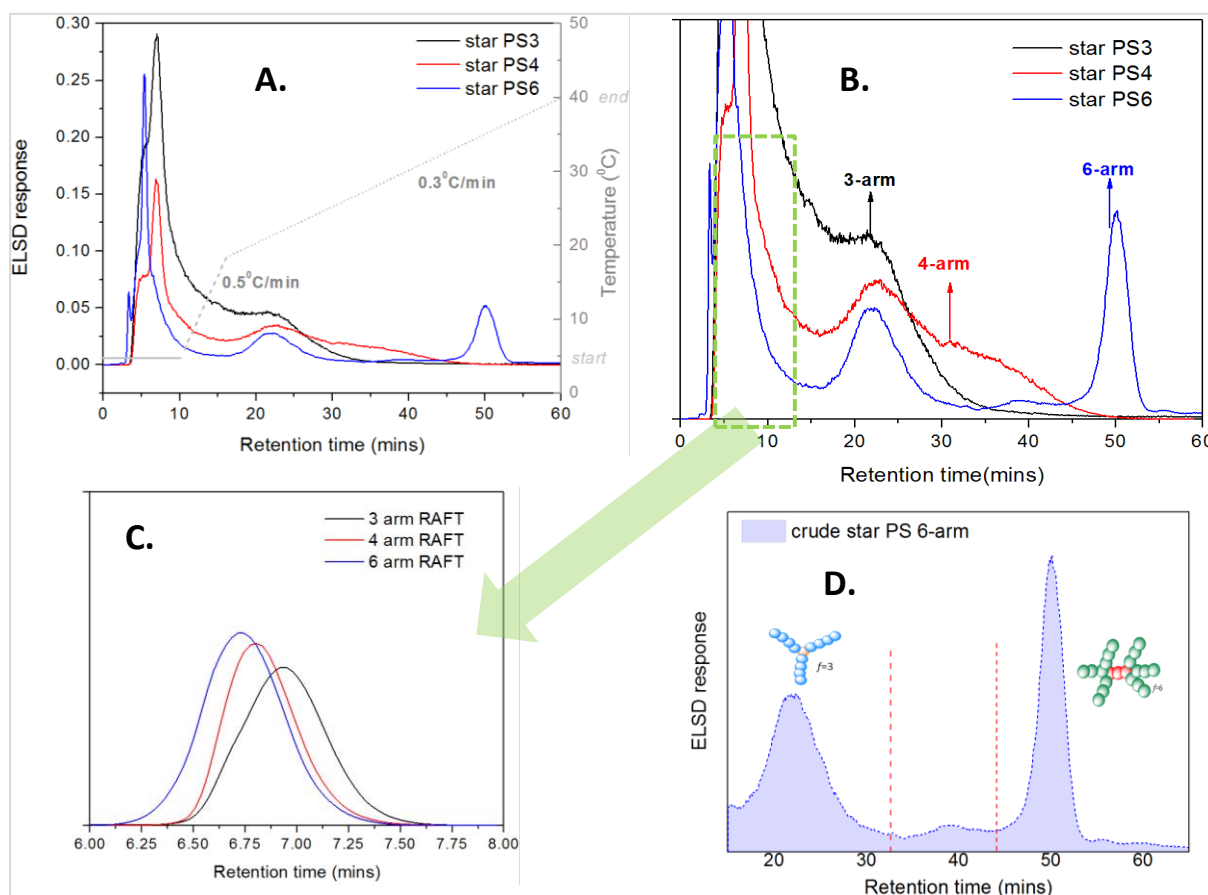 A.
star PS3
star PS4
star PS6
ELSD response
0.30
0.25
0.20
0.15
0.10
0.05
0.00
0 10 20 30 40 50 60
Retention time (mins)
50
40
30
20
10
0
Temperature (⁰C)
end
start
0.5⁰C/min
0.3⁰C/min
B.
star PS3
star PS4
star PS6
3-arm
4-arm
6-arm
0 10 20 30 40 50 60
Retention time(mins)
C.
3 arm RAFT
4 arm RAFT
6 arm RAFT
6.00 6.25 6.50 6.75 7.00 7.25 7.50 7.75 8.00
Retention time (mins)
crude star PS 6-arm
D.
ELSD response
f=3
f=6
20 30 40 50 60
Retention time (mins)